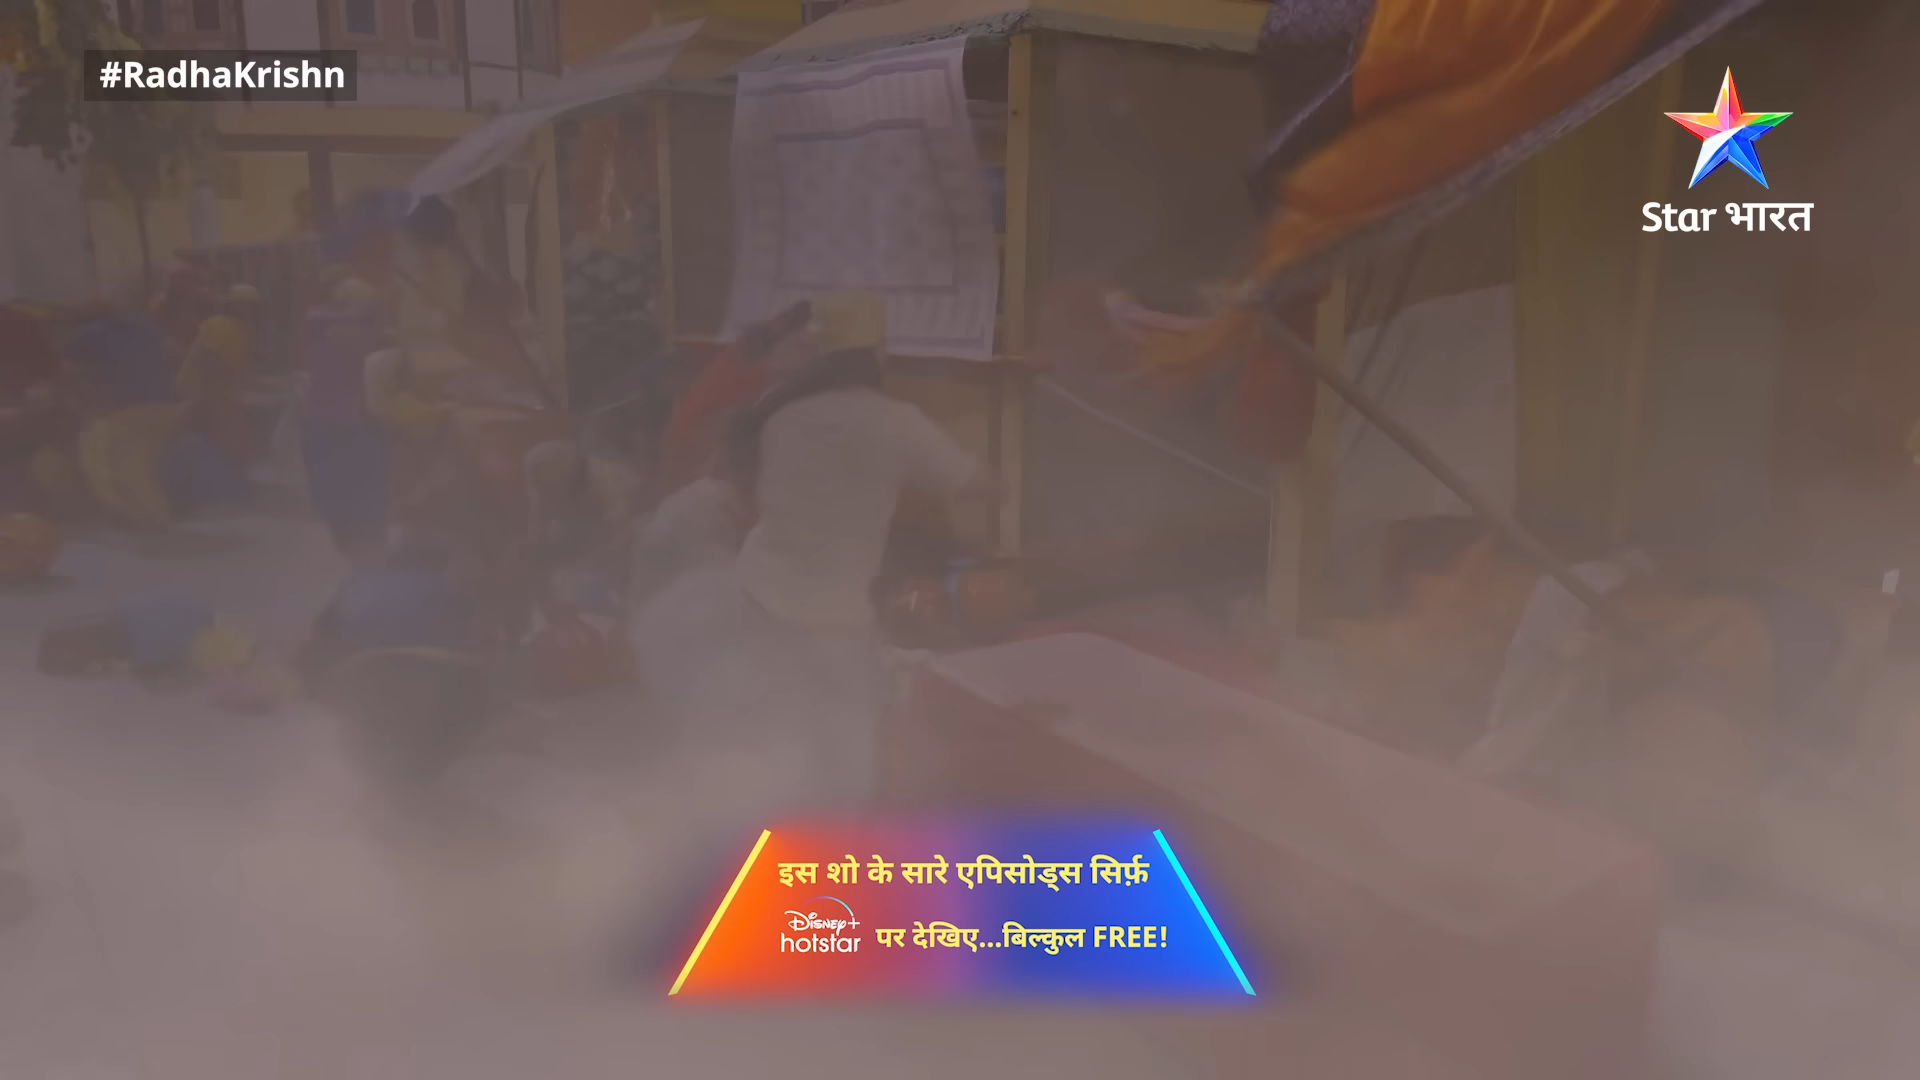 #RadhaKrishn
Star भारत
इस शो के सारे एपिसोड्स सिर्फ़
Disney+ hotstar पर देखिए...बिल्कुल FREE!